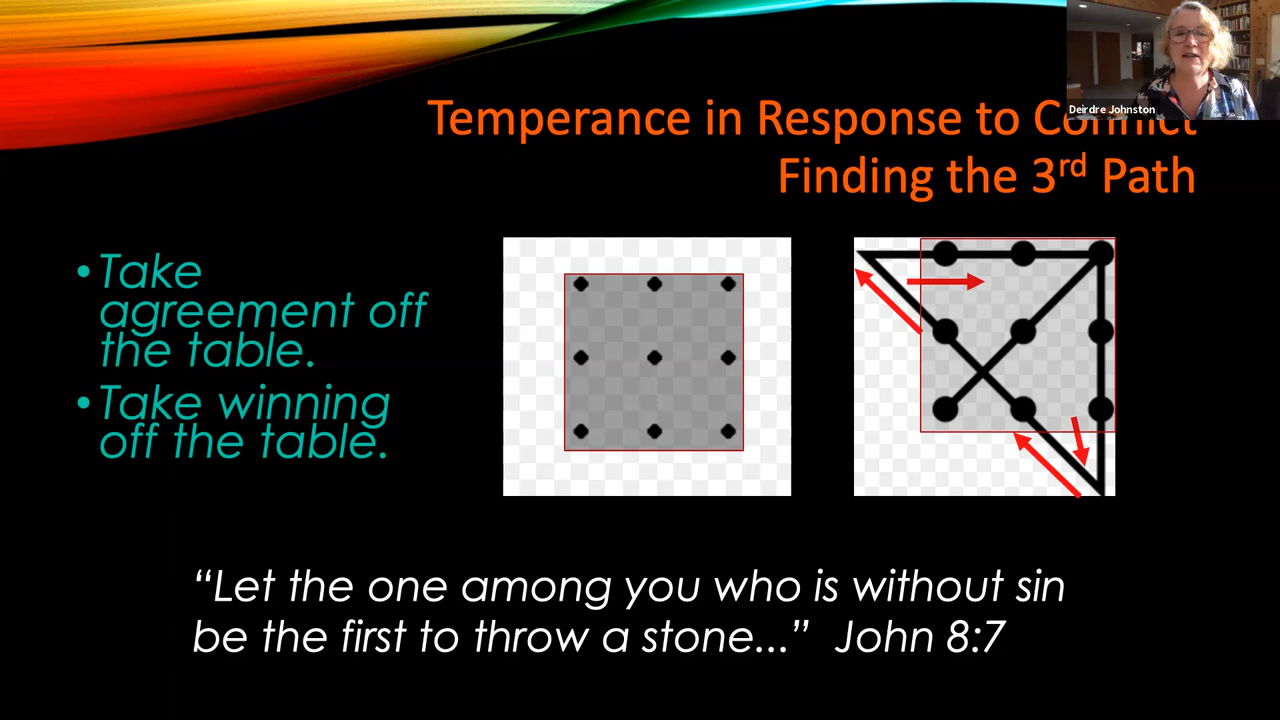 Deirdre Johnston
Temperance in Response to Conflict
Finding the 3rd Path
•Take
agreement off
the table.
•Take winning
off the table.
“Let the one among you who is without sin
be the first to throw a stone...” John 8:7